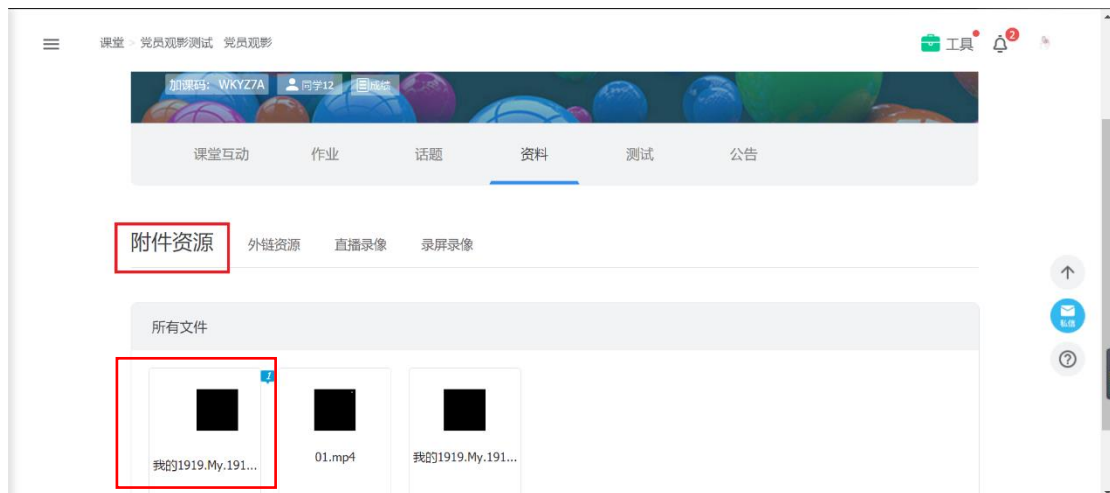 课堂 > 党员观影测试 党员观影
工具 2
加课码: WKYZ7A 同学12 成绩
课堂互动 作业 话题 资料 测试 公告
附件资源 外链资源 直播录像 录屏录像
私信
所有文件
我的1919.My.191... 01.mp4 我的1919.My.191...